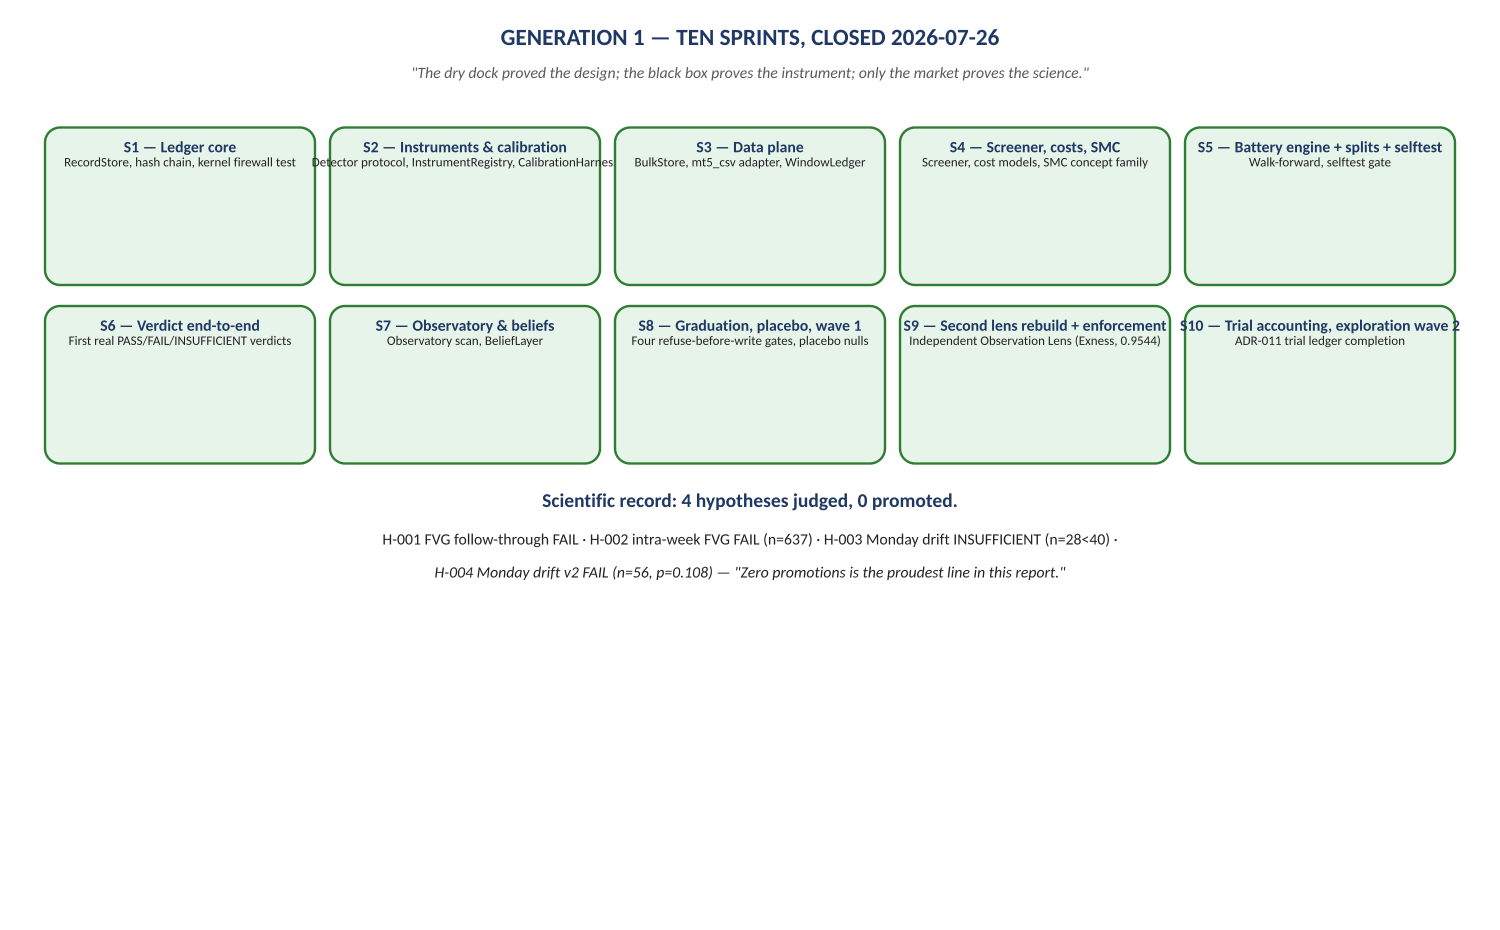 GENERATION 1 — TEN SPRINTS, CLOSED 2026-07-26
"The dry dock proved the design; the black box proves the instrument; only the market proves the science."
S1 — Ledger core
RecordStore, hash chain, kernel firewall test
S2 — Instruments & calibration
Detector protocol, InstrumentRegistry, CalibrationHarness
S3 — Data plane
BulkStore, mt5_csv adapter, WindowLedger
S4 — Screener, costs, SMC
Screener, cost models, SMC concept family
S5 — Battery engine + splits + selftest
Walk-forward, selftest gate
S6 — Verdict end-to-end
First real PASS/FAIL/INSUFFICIENT verdicts
S7 — Observatory & beliefs
Observatory scan, BeliefLayer
S8 — Graduation, placebo, wave 1
Four refuse-before-write gates, placebo nulls
S9 — Second lens rebuild + enforcement
Independent Observation Lens (Exness, 0.9544)
S10 — Trial accounting, exploration wave 2
ADR-011 trial ledger completion
Scientific record: 4 hypotheses judged, 0 promoted.
H-001 FVG follow-through FAIL · H-002 intra-week FVG FAIL (n=637) · H-003 Monday drift INSUFFICIENT (n=28<40) ·
H-004 Monday drift v2 FAIL (n=56, p=0.108) — "Zero promotions is the proudest line in this report."